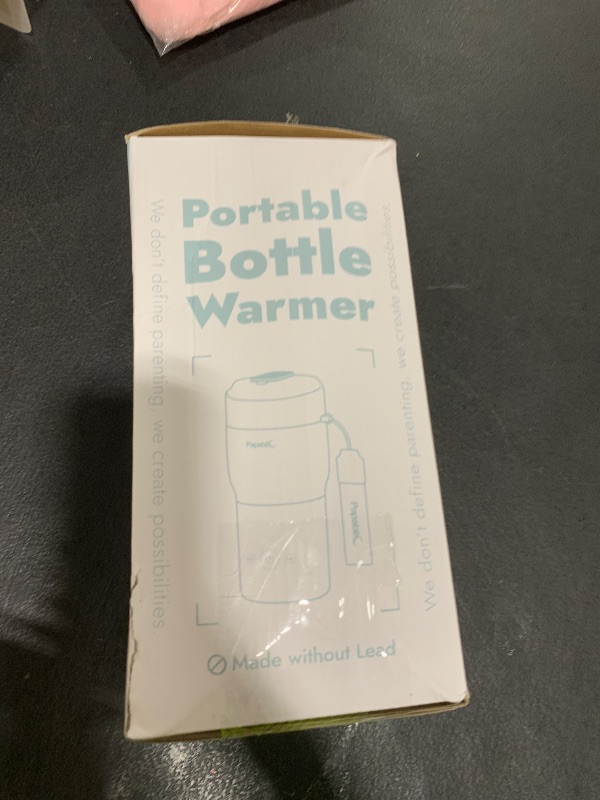 Portable
Bottle
Warmer
We don't define parenting, we create possibilities.
We don't define parenting, we create possibilities.
Made without Lead